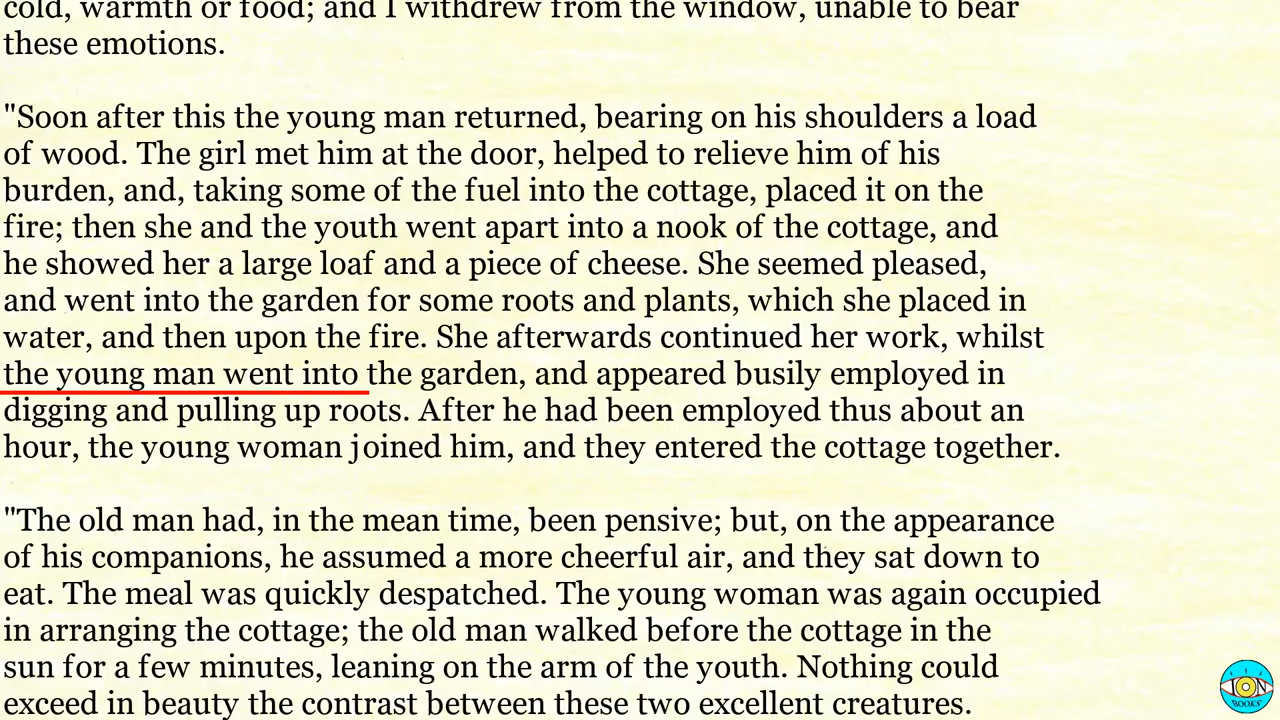 cold, warmth or food; and I withdrew from the window, unable to bear
these emotions.
"Soon after this the young man returned, bearing on his shoulders a load
of wood. The girl met him at the door, helped to relieve him of his
burden, and, taking some of the fuel into the cottage, placed it on the
fire; then she and the youth went apart into a nook of the cottage, and
he showed her a large loaf and a piece of cheese. She seemed pleased,
and went into the garden for some roots and plants, which she placed in
water, and then upon the fire. She afterwards continued her work, whilst
the young man went into the garden, and appeared busily employed in
digging and pulling up roots. After he had been employed thus about an
hour, the young woman joined him, and they entered the cottage together.
"The old man had, in the mean time, been pensive; but, on the appearance
of his companions, he assumed a more cheerful air, and they sat down to
eat. The meal was quickly despatched. The young woman was again occupied
in arranging the cottage; the old man walked before the cottage in the
sun for a few minutes, leaning on the arm of the youth. Nothing could
exceed in beauty the contrast between these two excellent creatures.
ION
BOOKS